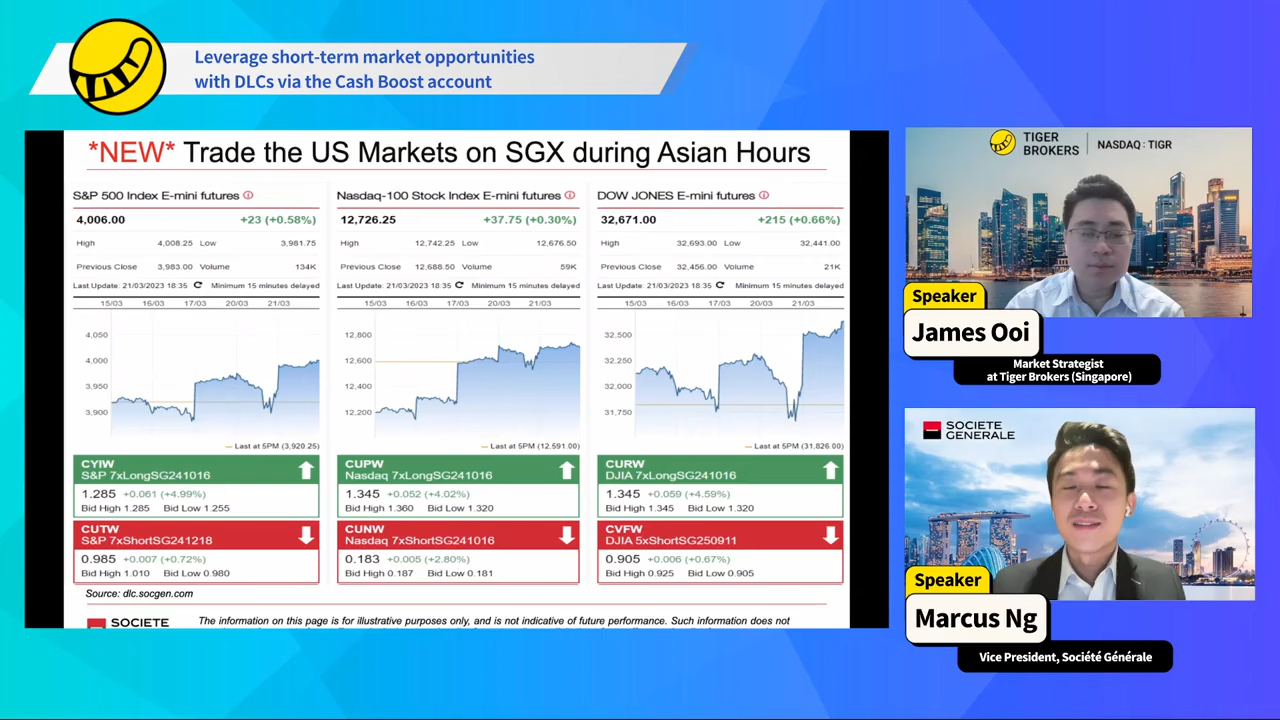 Leverage short-term market opportunities
with DLCs via the Cash Boost account
*NEW* Trade the US Markets on SGX during Asian Hours
S&P 500 Index E-mini futures
4,006.00 +23 (+0.58%)
High 4,008.25 Low 3,981.75
Previous Close 3,983.00 Volume 134K
Last Update: 21/03/2023 18:35 Minimum 15 minutes delayed
15/03 16/03 17/03 20/03 21/03
4,050
4,000
3,950
3,900
Last at 5PM (3,920.25)
CYIW
S&P 7xLongSG241016
1.285 +0.061 (+4.99%)
Bid High 1.285 Bid Low 1.255
CUTW
S&P 7xShortSG241218
0.985 +0.007 (+0.72%)
Bid High 1.010 Bid Low 0.980
Nasdaq-100 Stock Index E-mini futures
12,726.25 +37.75 (+0.30%)
High 12,742.25 Low 12,676.50
Previous Close 12,688.50 Volume 59K
Last Update: 21/03/2023 18:35 Minimum 15 minutes delayed
15/03 16/03 17/03 20/03 21/03
12,800
12,600
12,400
12,200
Last at 5PM (12,591.00)
CUPW
Nasdaq 7xLongSG241016
1.345 +0.052 (+4.02%)
Bid High 1.360 Bid Low 1.320
CUNW
Nasdaq 7xShortSG241016
0.183 +0.005 (+2.80%)
Bid High 0.187 Bid Low 0.181
DOW JONES E-mini futures
32,671.00 +215 (+0.66%)
High 32,693.00 Low 32,441.00
Previous Close 32,456.00 Volume 21K
Last Update: 21/03/2023 18:35 Minimum 15 minutes delayed
15/03 16/03 17/03 20/03 21/03
32,500
32,250
32,000
31,750
Last at 5PM (31,826.00)
CURW
DJIA 7xLongSG241016
1.345 +0.059 (+4.59%)
Bid High 1.345 Bid Low 1.320
CVFW
DJIA 5xShortSG250911
0.905 +0.006 (+0.67%)
Bid High 0.925 Bid Low 0.905
Source: dlc.socgen.com
SOCIETE
The information on this page is for illustrative purposes only, and is not indicative of future performance. Such information does not
TIGER
BROKERS
NASDAQ : TIGR
Speaker
James Ooi
Market Strategist
at Tiger Brokers (Singapore)
SOCIETE
GENERALE
Speaker
Marcus Ng
Vice President, Société Générale